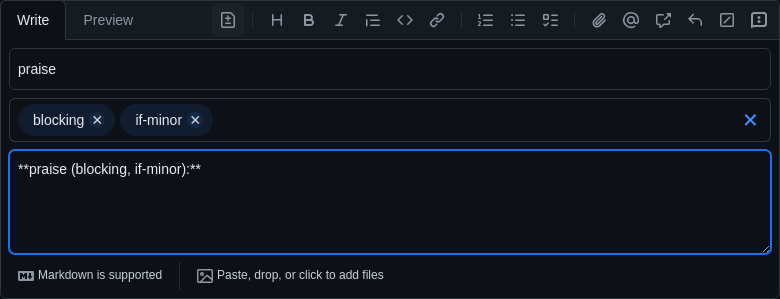 Write Preview
praise
blocking if-minor
**praise (blocking, if-minor):**
Markdown is supported Paste, drop, or click to add files